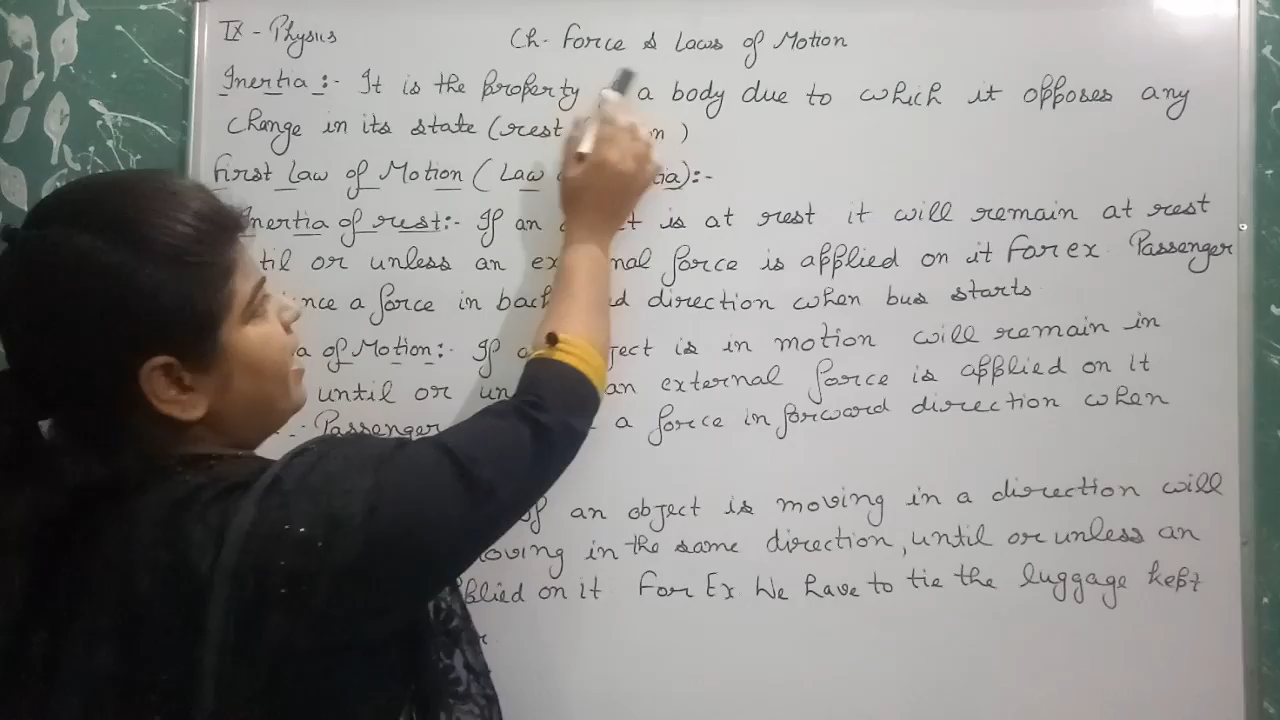 IX - Physics
Ch- Force & Laws of Motion
Inertia :- It is the property a body due to which it opposes any
change in its state (rest n )
First Law of Motion ( Law tia):-
Inertia of rest:- If an t is at rest it will remain at rest
til or unless an ex nal force is applied on it For ex. Passenger
nce a force in back d direction when bus starts
a of Motion :- If a ject is in motion will remain in
until or un an external force is applied on it
:- Passenger a force in forward direction when
If an object is moving in a direction will
moving in the same direction, until or unless an
plied on it For Ex We have to tie the luggage kept